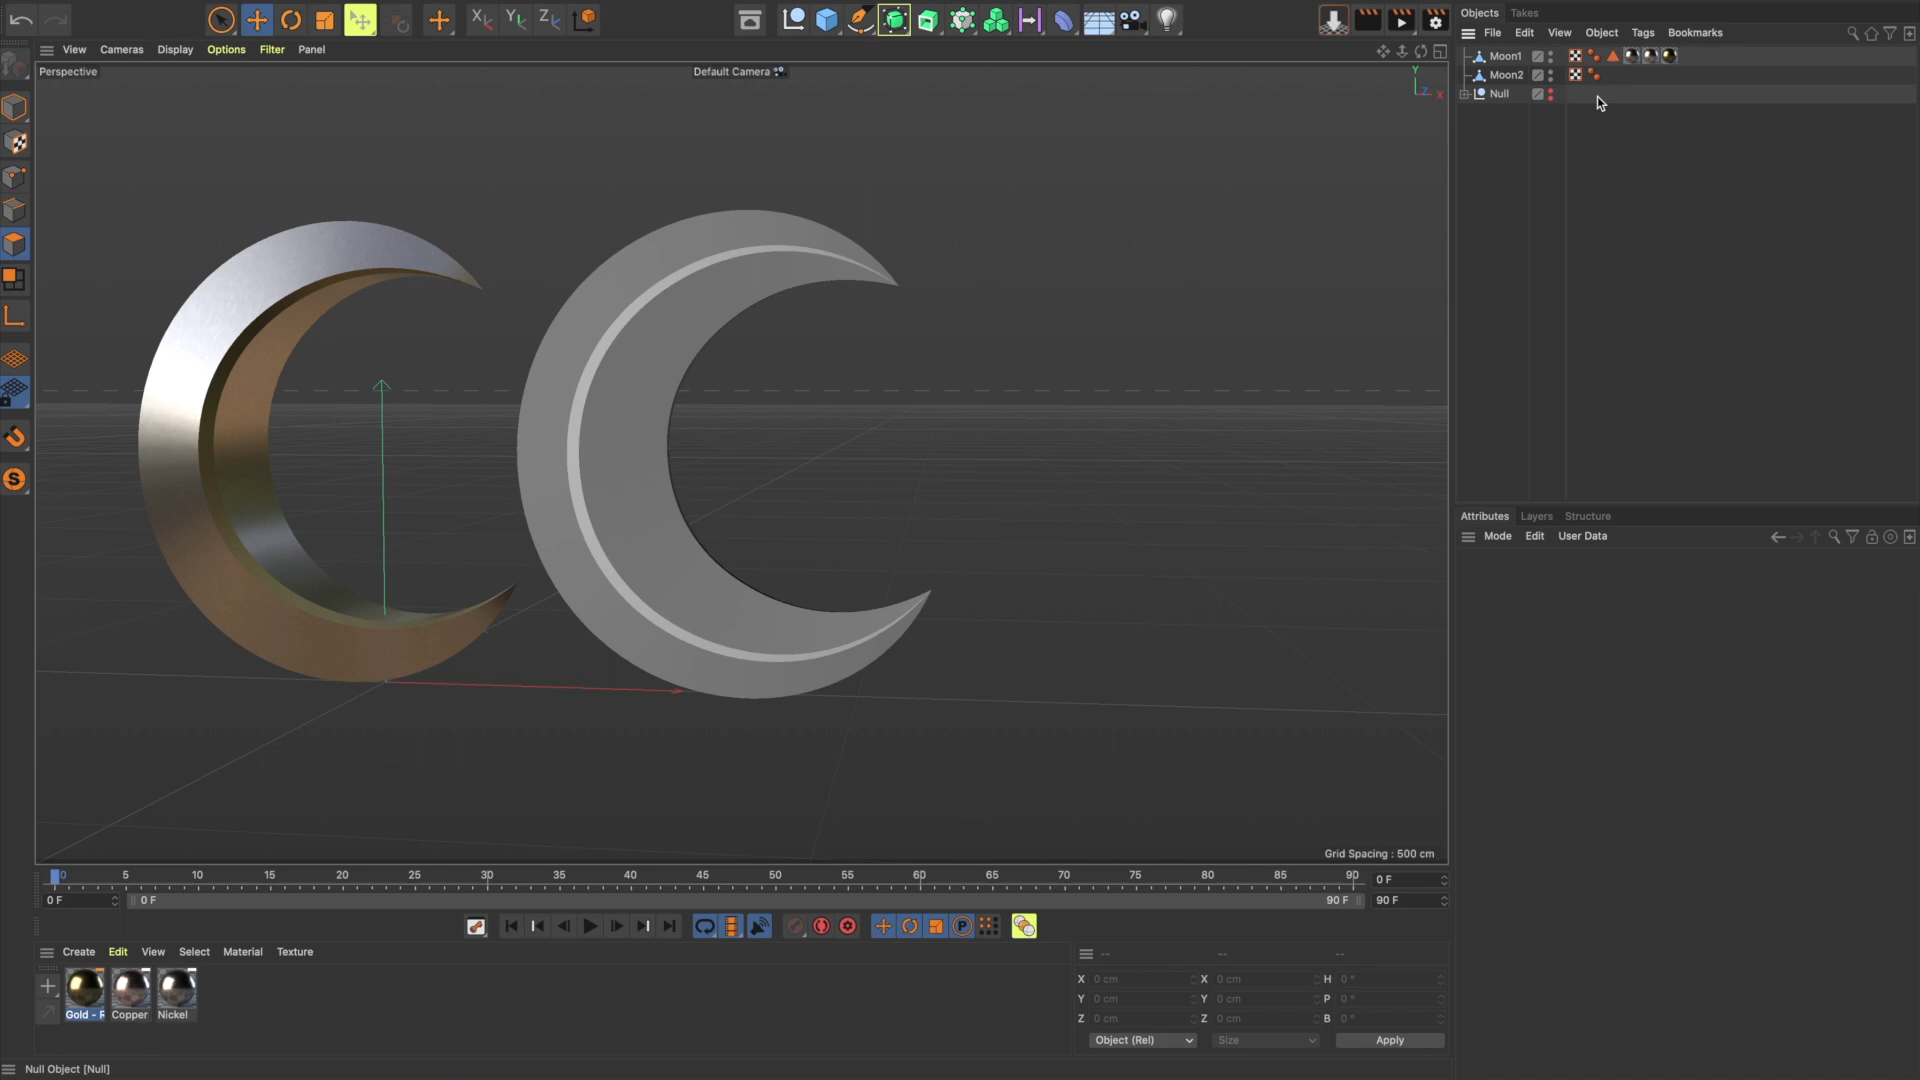 Objects Takes
File Edit View Object Tags Bookmarks
View Cameras Display Options Filter Panel
Perspective
Default Camera
Y
Z X
Moon1
Moon2
Null
Grid Spacing : 500 cm
Attributes Layers Structure
Mode Edit User Data
0 5 10 15 20 25 30 35 40 45 50 55 60 65 70 75 80 85 90
0 F
0 F 0 F 90 F 90 F
Create Edit View Select Material Texture
-- -- --
Gold - R Copper Nickel
X 0 cm X 0 cm H 0 °
Y 0 cm Y 0 cm P 0 °
Z 0 cm Z 0 cm B 0 °
Object (Rel) Size Apply
Null Object [Null]